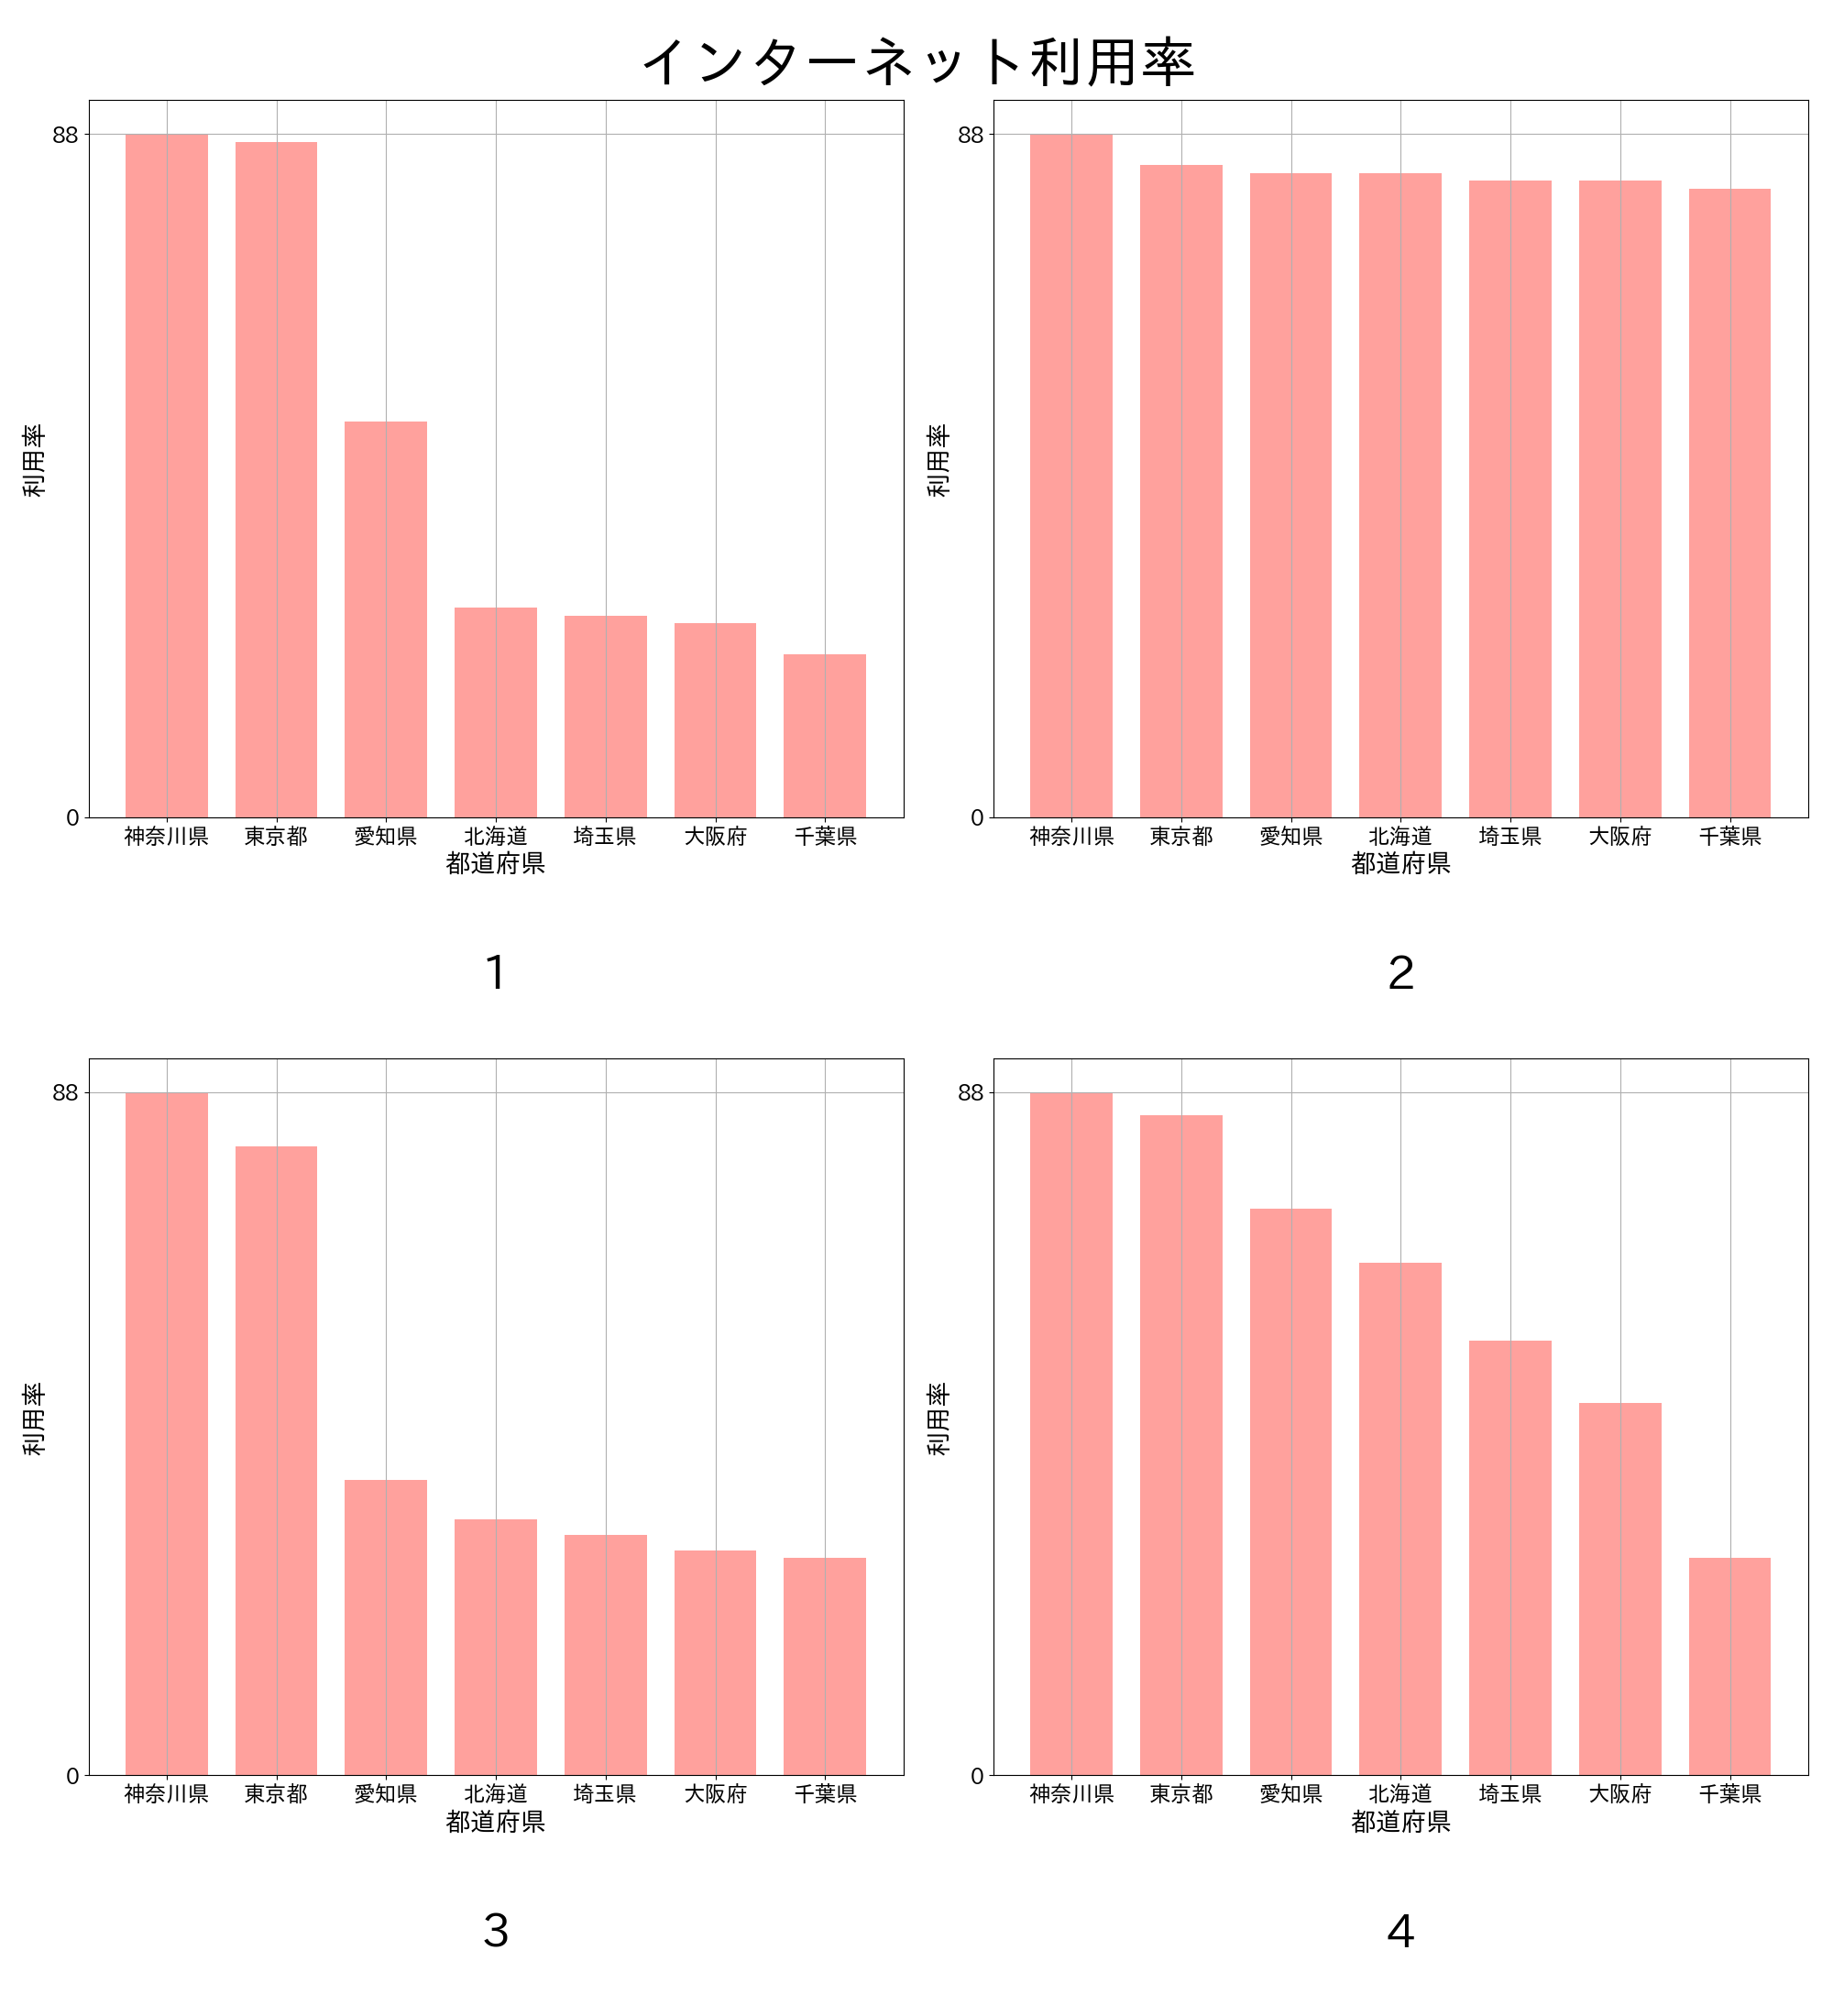 インターネット利用率
88
0
利用率
神奈川県 東京都 愛知県 北海道 埼玉県 大阪府 千葉県
都道府県
1
88
0
利用率
神奈川県 東京都 愛知県 北海道 埼玉県 大阪府 千葉県
都道府県
2
88
0
利用率
神奈川県 東京都 愛知県 北海道 埼玉県 大阪府 千葉県
都道府県
3
88
0
利用率
神奈川県 東京都 愛知県 北海道 埼玉県 大阪府 千葉県
都道府県
4